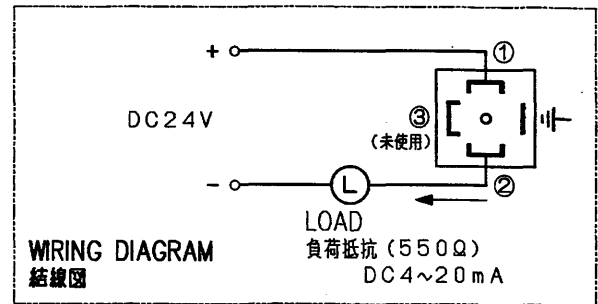 + ①
DC24V
③
(未使用)
- L ②
LOAD
WIRING DIAGRAM 負荷抵抗(550Ω)
結線図 DC4~20mA